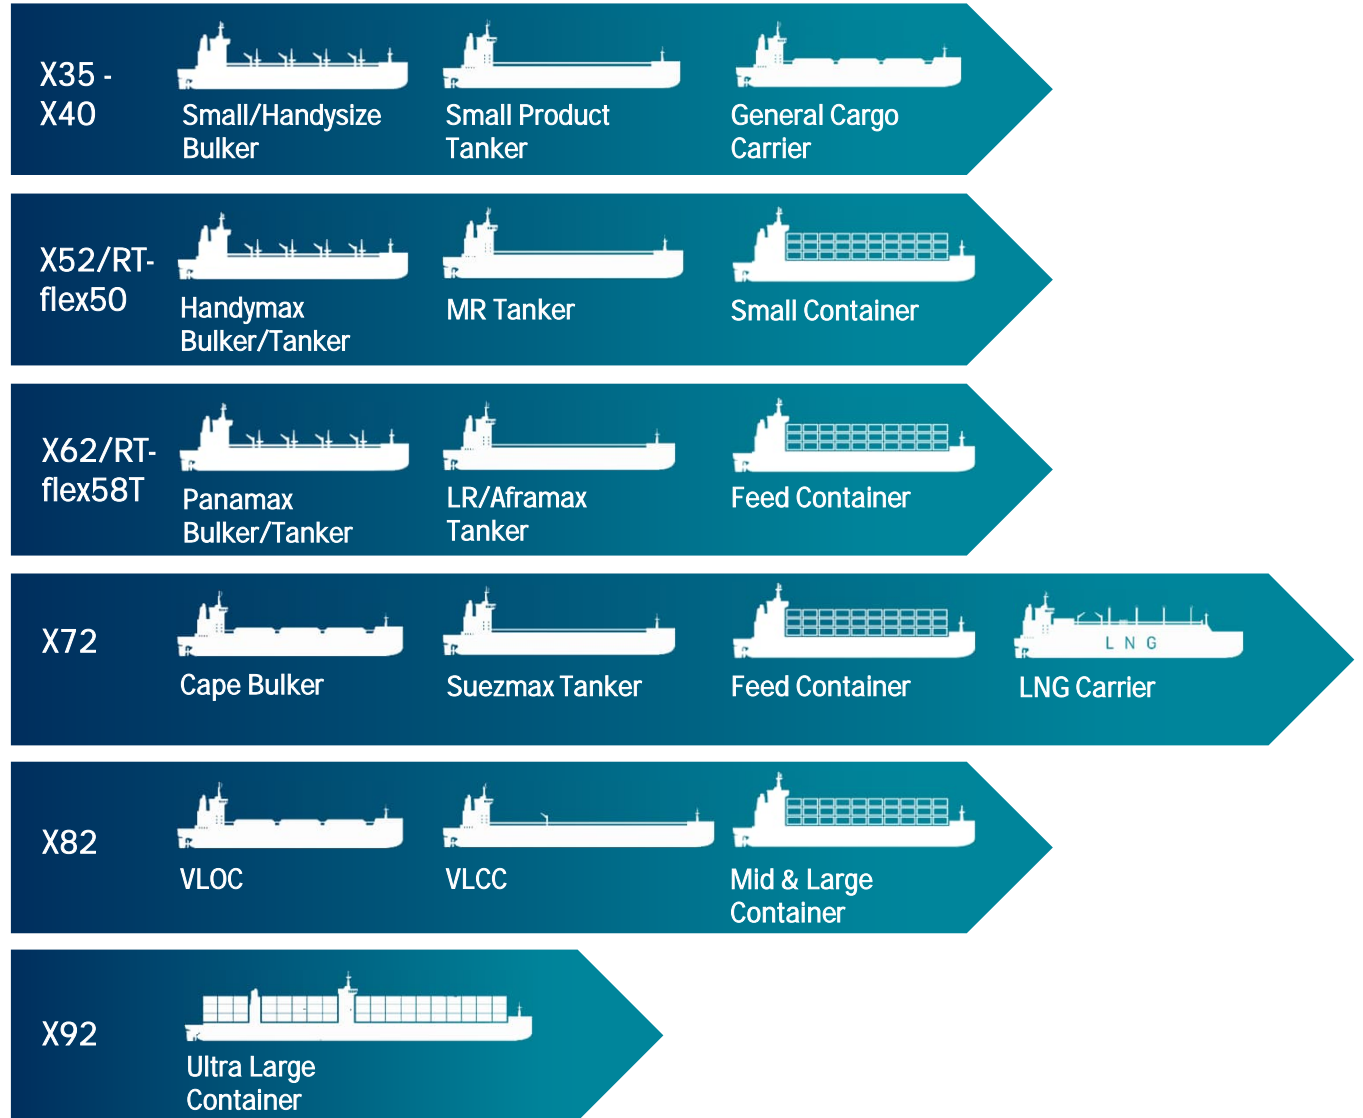 X35 -
X40
Small/Handysize
Bulker
Small Product
Tanker
General Cargo
Carrier
X52/RT-
flex50
Handymax
Bulker/Tanker
MR Tanker
Small Container
X62/RT-
flex58T
Panamax
Bulker/Tanker
LR/Aframax
Tanker
Feed Container
X72
Cape Bulker
Suezmax Tanker
Feed Container
L N G
LNG Carrier
X82
VLOC
VLCC
Mid & Large
Container
X92
Ultra Large
Container